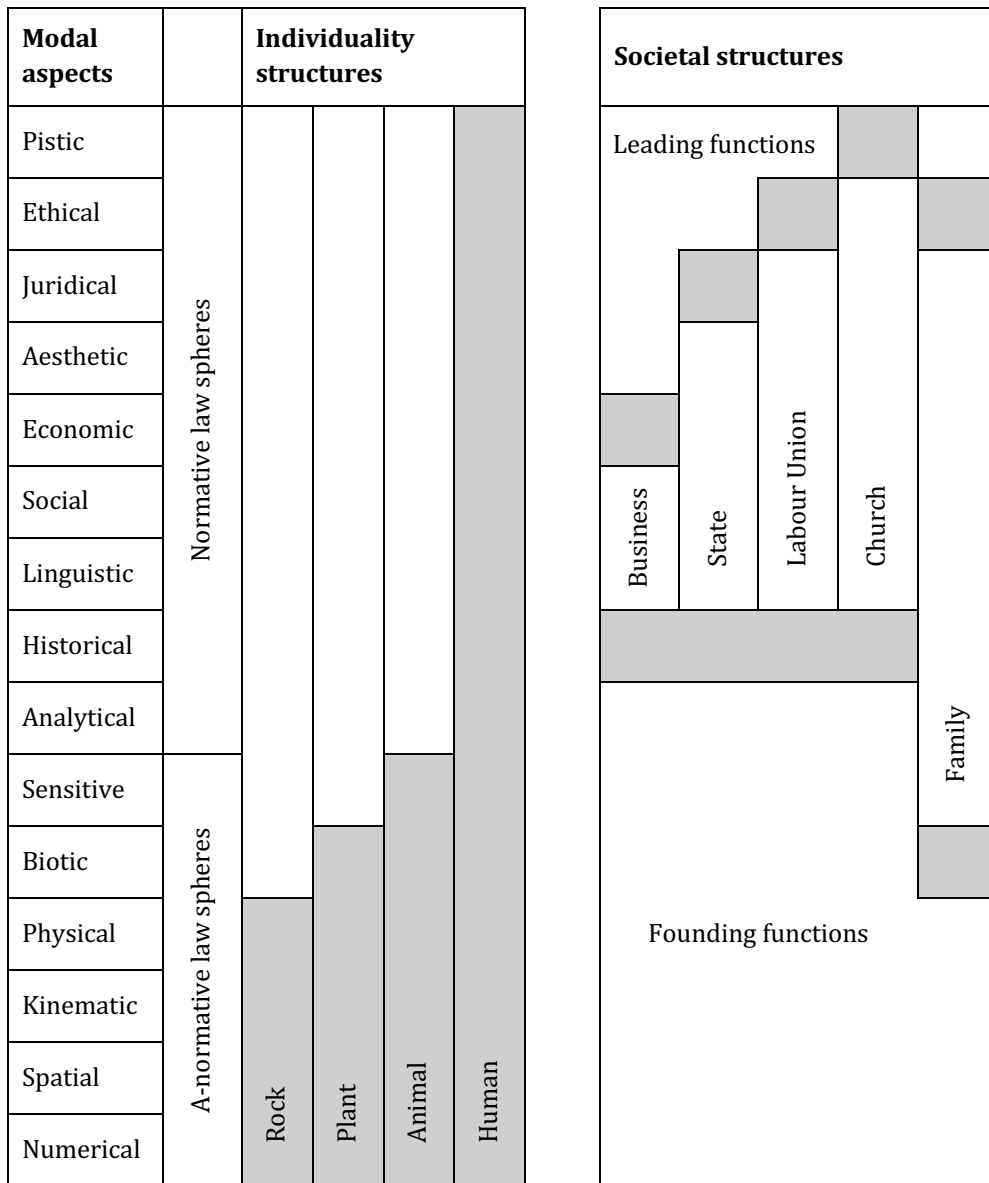 Modal
aspects
Individuality
structures
Societal structures
Pistic
Leading functions
Ethical
Juridical
Aesthetic
Economic
Social
Linguistic
Historical
Analytical
Sensitive
Biotic
Physical
Kinematic
Spatial
Numerical
Normative law spheres
A-normative law spheres
Rock
Plant
Animal
Human
Business
State
Labour Union
Church
Family
Founding functions